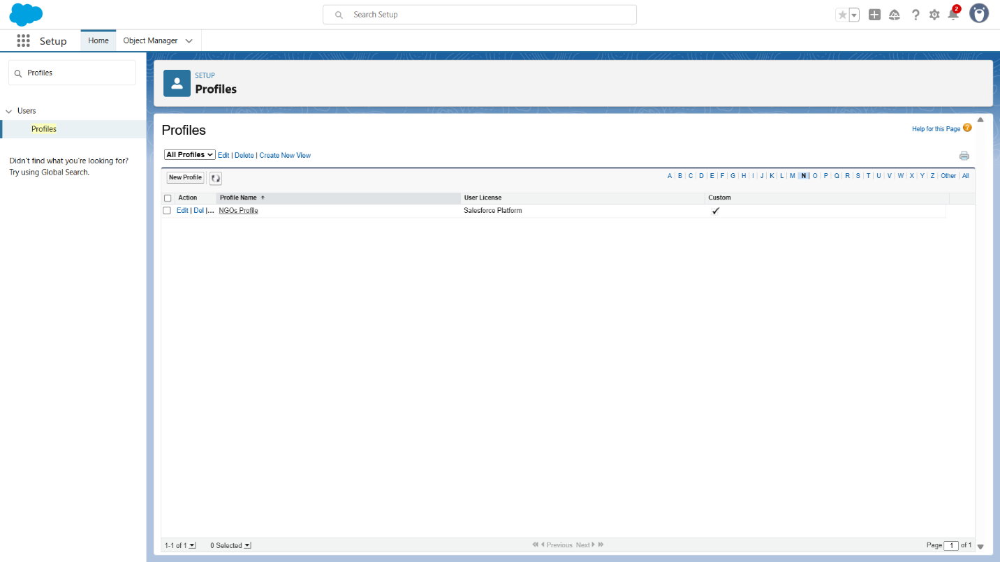 Search Setup
2
Setup
Home
Object Manager
Profiles
Users
Profiles
Didn't find what you're looking for?
Try using Global Search.
SETUP
Profiles
Profiles
Help for this Page ?
All Profiles Edit | Delete | Create New View
New Profile
A | B | C | D | E | F | G | H | I | J | K | L | M | N | O | P | Q | R | S | T | U | V | W | X | Y | Z | Other | All
Action Profile Name User License Custom
Edit | Del |... NGOs Profile Salesforce Platform
1-1 of 1 0 Selected Previous Next Page 1 of 1